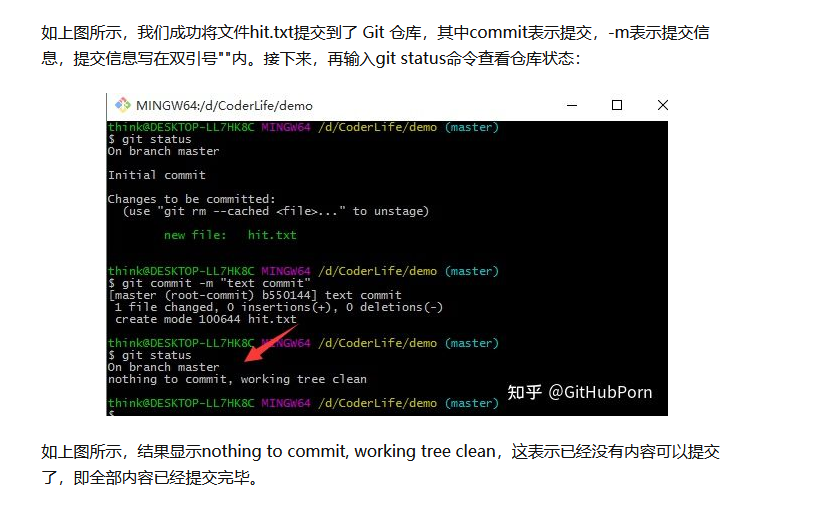 如上图所示，我们成功将文件hit.txt提交到了 Git 仓库，其中commit表示提交，-m表示提交信
息，提交信息写在双引号""内。接下来，再输入git status命令查看仓库状态：
MINGW64:/d/CoderLife/demo
think@DESKTOP-LL7HK8C MINGW64 /d/CoderLife/demo (master)
$ git status
On branch master
Initial commit
Changes to be committed:
(use "git rm --cached <file>..." to unstage)
new file: hit.txt
think@DESKTOP-LL7HK8C MINGW64 /d/CoderLife/demo (master)
$ git commit -m "text commit"
[master (root-commit) b550144] text commit
1 file changed, 0 insertions(+), 0 deletions(-)
create mode 100644 hit.txt
think@DESKTOP-LL7HK8C MINGW64 /d/CoderLife/demo (master)
$ git status
On branch master
nothing to commit, working tree clean
think@DESKTOP-LL7HK8C MINGW64 /d/CoderLife/demo (master)
$
知乎 @GitHubPorn
如上图所示，结果显示nothing to commit, working tree clean，这表示已经没有内容可以提交
了，即全部内容已经提交完毕。